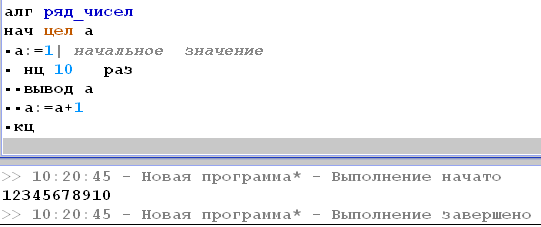 алг ряд_чисел
нач цел а
·а:=1| начальное значение
· нц 10 раз
··вывод а
··а:=а+1
·кц
>> 10:20:45 - Новая программа* - Выполнение начато
12345678910
>> 10:20:45 - Новая программа* - Выполнение завершено